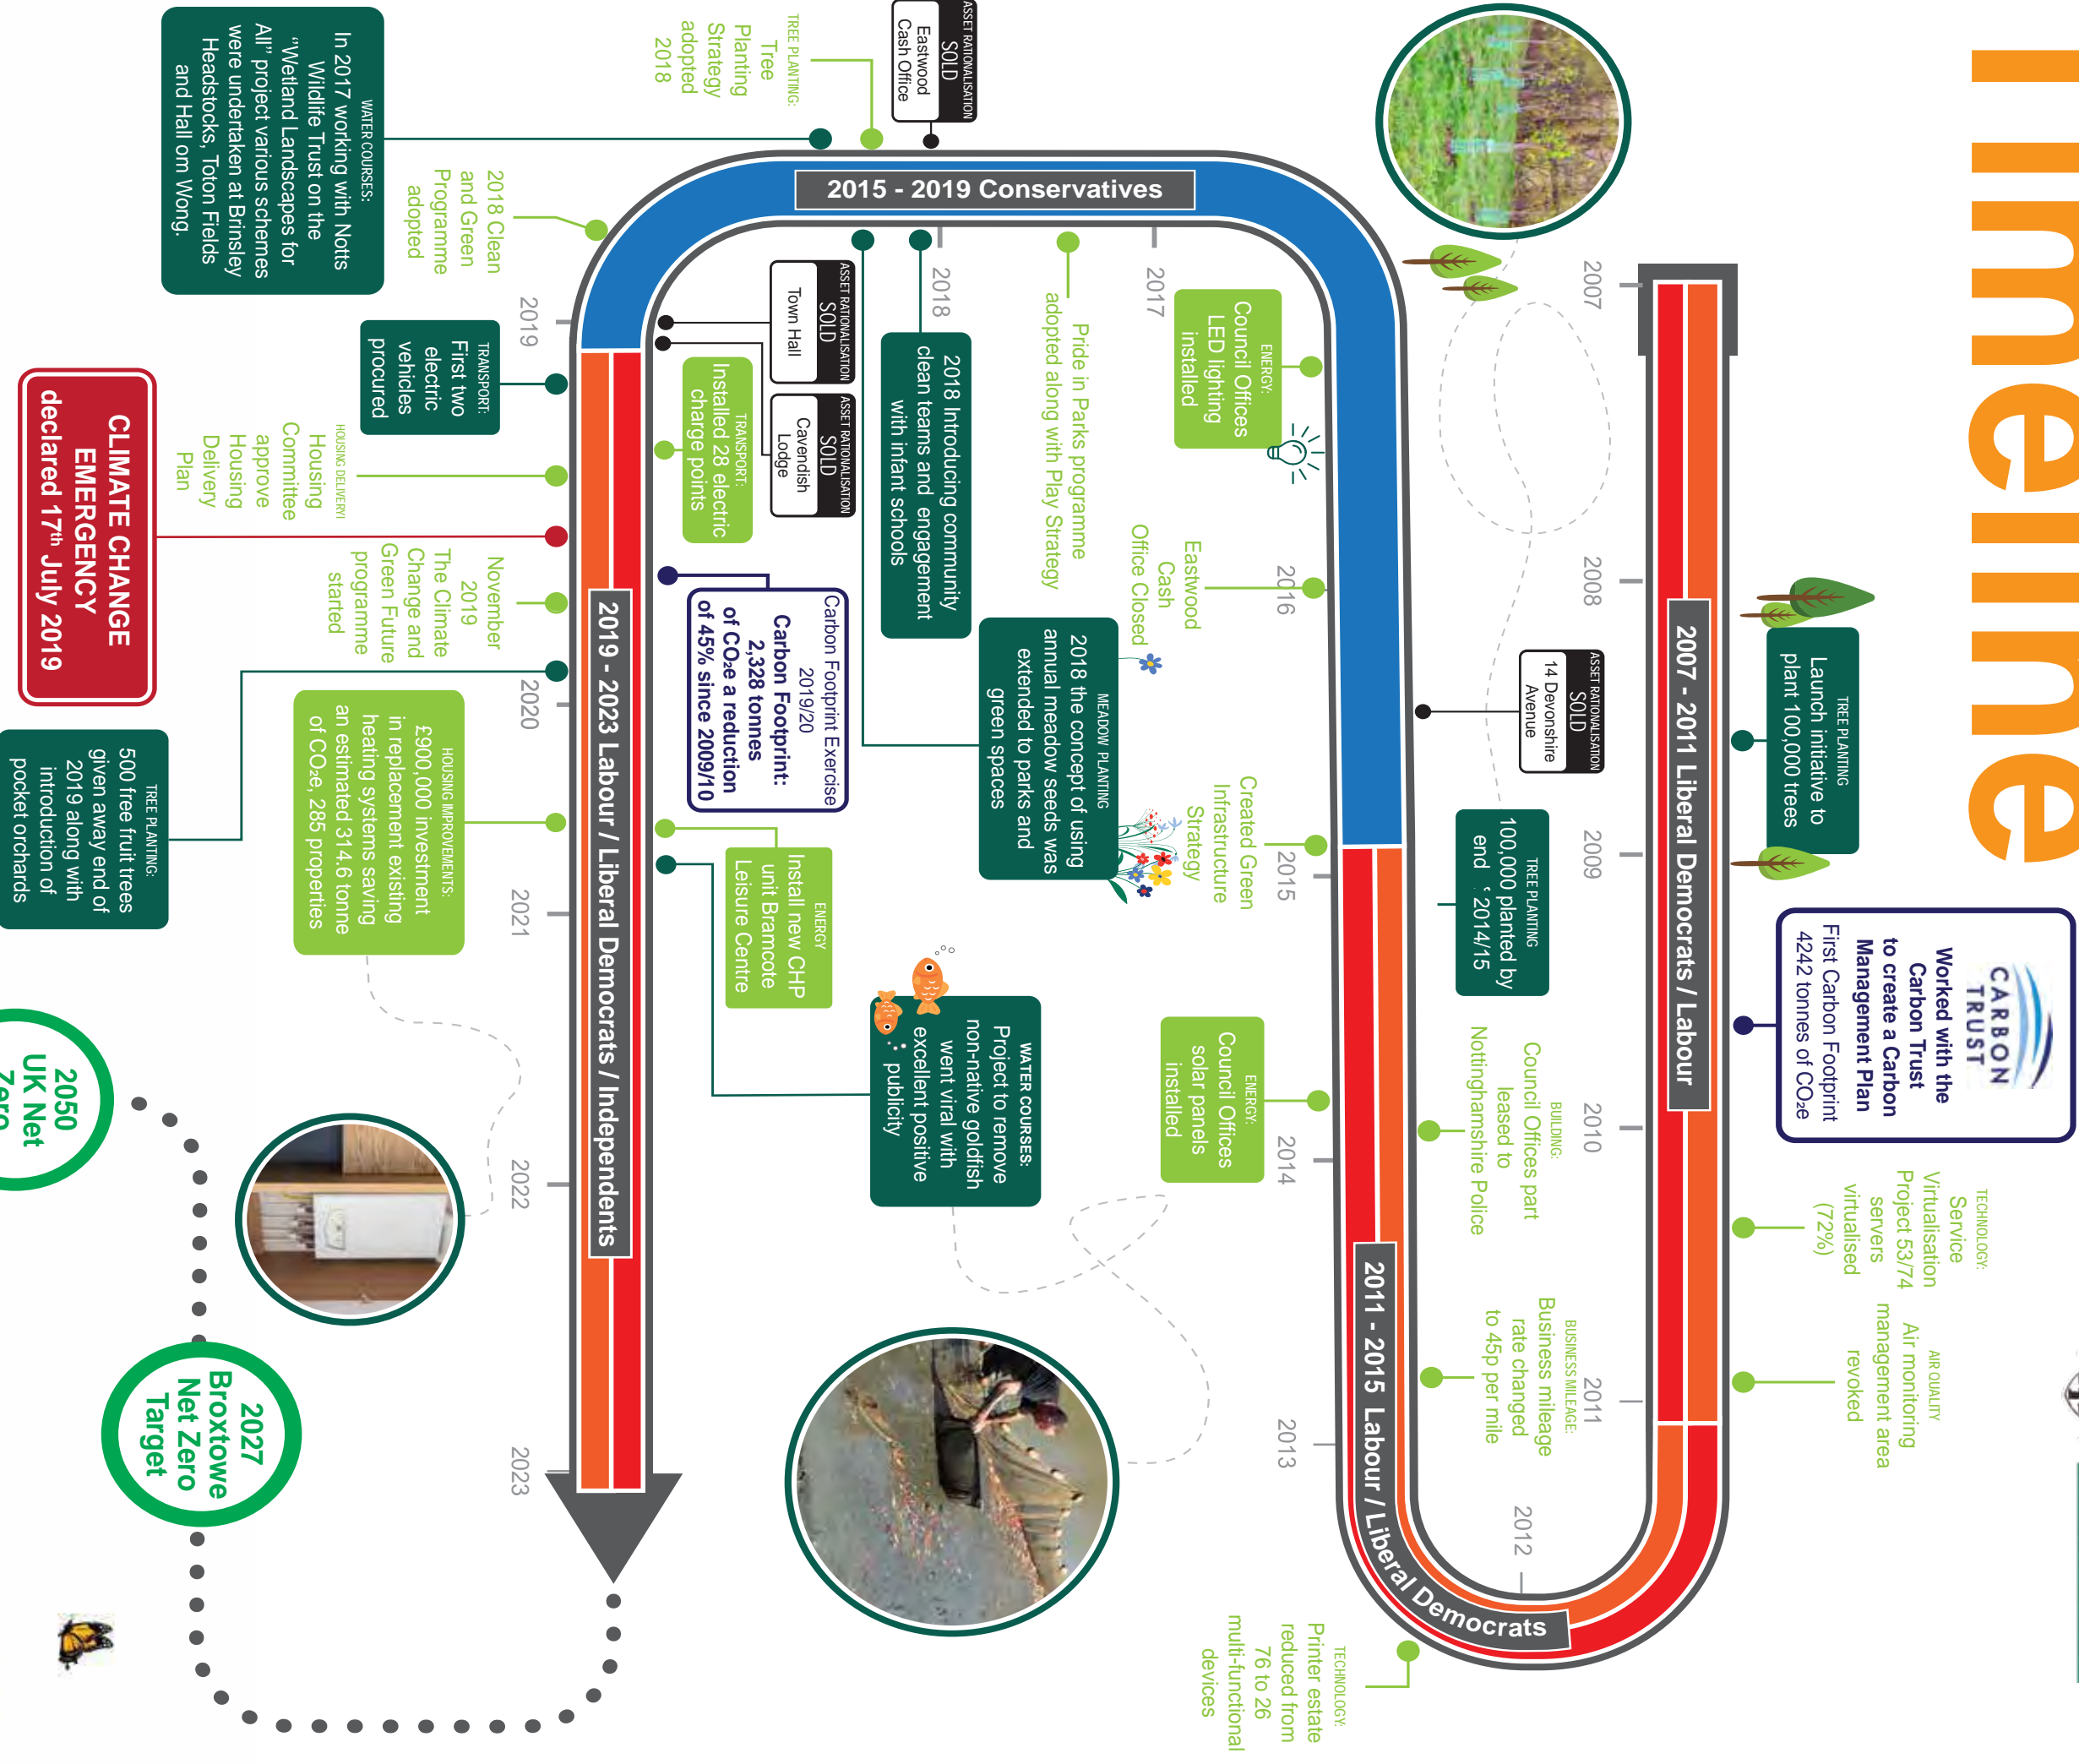 Timeline
TREE PLANTING
Launch initiative to
plant 100,000 trees
CARBON
TRUST
Worked with the
Carbon Trust
to create a Carbon
Management Plan
First Carbon Footprint
4242 tonnes of CO₂e
TECHNOLOGY:
Service
Virtualisation
Project 53/74
servers
virtualised
(72%)
AIR QUALITY
Air monitoring
management area
revoked
2007 - 2011 Liberal Democrats / Labour
2007
2008
2009
2010
2011
2012
ASSET RATIONALISATION
SOLD
14 Devonshire
Avenue
TREE PLANTING
100,000 planted by
end 2014/15
BUILDING:
Council Offices part
leased to
Nottinghamshire Police
BUSINESS MILEAGE:
Business mileage
rate changed
to 45p per mile
2011 - 2015 Labour / Liberal Democrats
TECHNOLOGY:
Printer estate
reduced from
76 to 26
multi-functional
devices
2013
2014
2015
2016
2017
2018
ENERGY:
Council Offices
solar panels
installed
Created Green
Infrastructure
Strategy
Eastwood
Cash
Office Closed
ENERGY:
Council Offices
LED lighting
installed
2015 - 2019 Conservatives
Pride in Parks programme
adopted along with Play Strategy
MEADOW PLANTING
2018 the concept of using
annual meadow seeds was
extended to parks and
green spaces
2018 Introducing community
clean teams and engagement
with infant schools
WATER COURSES:
Project to remove
non-native goldfish
went viral with
excellent positive
publicity
ASSET RATIONALISATION
SOLD
Eastwood
Cash Office
TREE PLANTING:
Tree
Planting
Strategy
adopted
2018
WATER COURSES:
In 2017 working with Notts
Wildlife Trust on the
“Wetland Landscapes for
All” project various schemes
were undertaken at Brinsley
Headstocks, Toton Fields
and Hall om Wong.
2018 Clean
and Green
Programme
adopted
ASSET RATIONALISATION
SOLD
Town Hall
ASSET RATIONALISATION
SOLD
Cavendish
Lodge
TRANSPORT:
Installed 28 electric
charge points
Carbon Footprint Exercise
2019/20
Carbon Footprint:
2,328 tonnes
of CO₂e a reduction
of 45% since 2009/10
ENERGY
Install new CHP
unit Bramcote
Leisure Centre
2019 - 2023 Labour / Liberal Democrats / Independents
2019
2020
2021
2022
2023
TRANSPORT:
First two
electric
vehicles
procured
HOUSING DELIVERY!
Housing
Committee
approve
Housing
Delivery
Plan
CLIMATE CHANGE
EMERGENCY
declared 17th July 2019
November
2019
The Climate
Change and
Green Future
programme
started
HOUSING IMPROVEMENTS:
£900,000 investment
in replacement existing
heating systems saving
an estimated 314.6 tonne
of CO₂e, 285 properties
TREE PLANTING:
500 free fruit trees
given away end of
2019 along with
introduction of
pocket orchards
2027
Broxtowe
Net Zero
Target
2050
UK Net
Zero